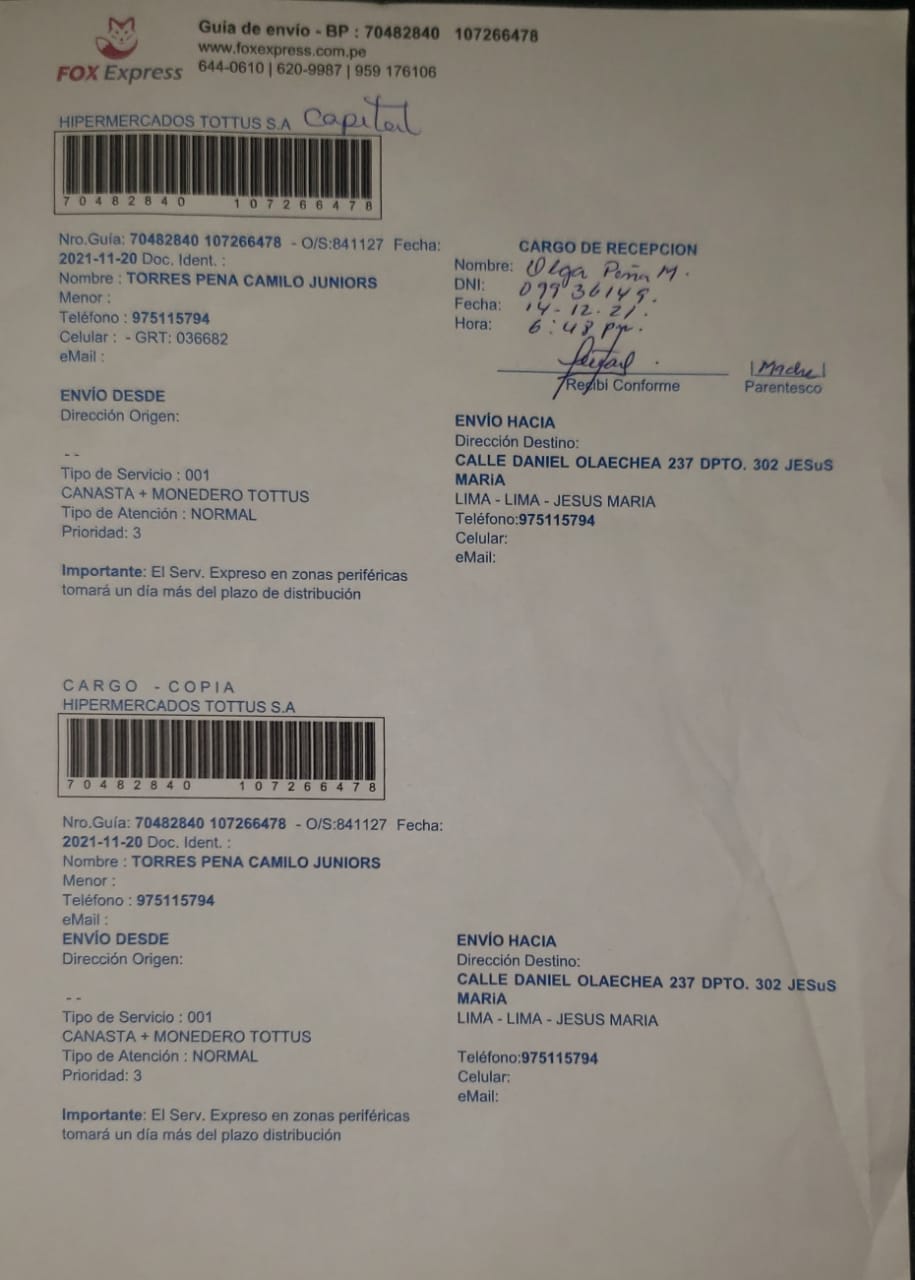 FOX Express
Guia de envío - BP : 70482840 107266478
www.foxexpress.com.pe
644-0610 | 620-9987 | 959 176106
HIPERMERCADOS TOTTUS S.A Capital
70482840 107266478
Nro.Guía: 70482840 107266478 - O/S:841127 Fecha:
2021-11-20 Doc. Ident. :
Nombre : TORRES PENA CAMILO JUNIORS
Menor :
Teléfono : 975115794
Celular : - GRT: 036682
eMail :
CARGO DE RECEPCION
Nombre: Olga Peña M.
DNI: 09936149.
Fecha: 14-12-21.
Hora: 6:48 pm.
Recibi Conforme
Madre
Parentesco
ENVÍO DESDE
Dirección Origen:
- -
Tipo de Servicio : 001
CANASTA + MONEDERO TOTTUS
Tipo de Atención : NORMAL
Prioridad: 3
ENVÍO HACIA
Dirección Destino:
CALLE DANIEL OLAECHEA 237 DPTO. 302 JESuS
MARiA
LIMA - LIMA - JESUS MARIA
Teléfono:975115794
Celular:
eMail:
Importante: El Serv. Expreso en zonas periféricas
tomará un día más del plazo de distribución
CARGO - COPIA
HIPERMERCADOS TOTTUS S.A
70482840 107266478
Nro.Guía: 70482840 107266478 - O/S:841127 Fecha:
2021-11-20 Doc. Ident. :
Nombre : TORRES PENA CAMILO JUNIORS
Menor :
Teléfono : 975115794
eMail :
ENVÍO DESDE
Dirección Origen:
- -
Tipo de Servicio : 001
CANASTA + MONEDERO TOTTUS
Tipo de Atención : NORMAL
Prioridad: 3
ENVÍO HACIA
Dirección Destino:
CALLE DANIEL OLAECHEA 237 DPTO. 302 JESuS
MARiA
LIMA - LIMA - JESUS MARIA
Teléfono:975115794
Celular:
eMail:
Importante: El Serv. Expreso en zonas periféricas
tomará un día más del plazo distribución